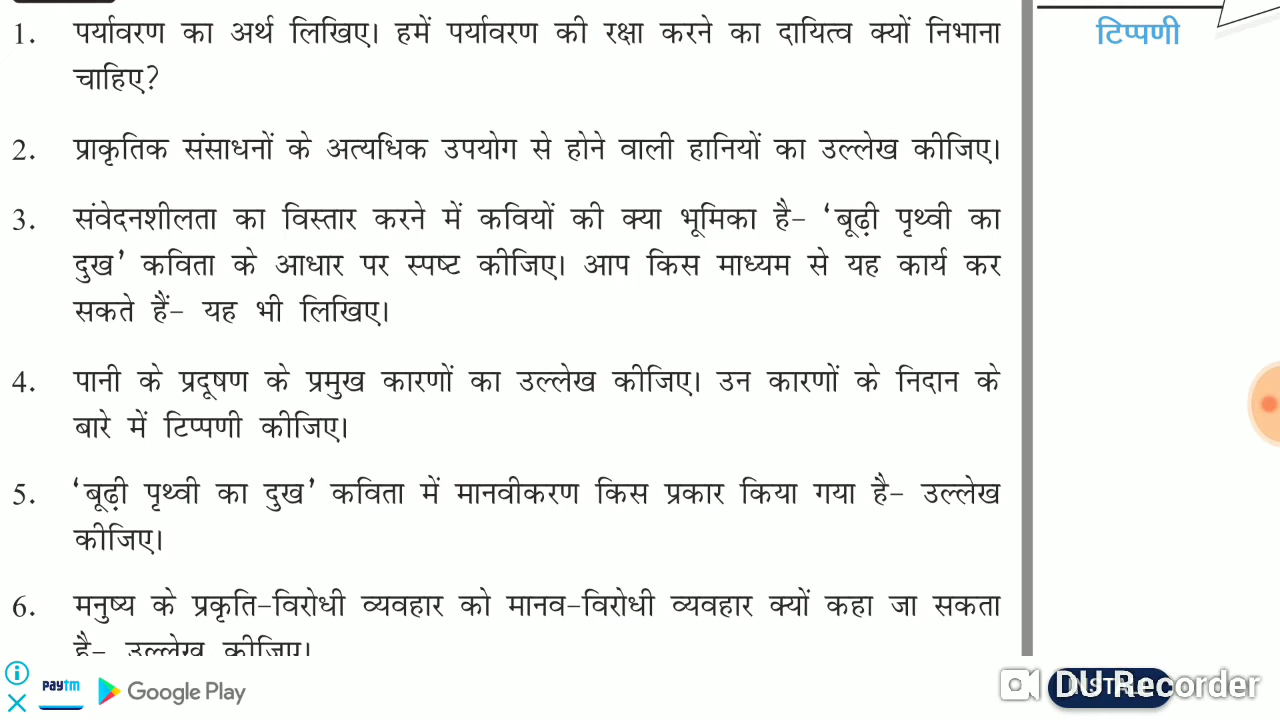 1. पर्यावरण का अर्थ लिखिए। हमें पर्यावरण की रक्षा करने का दायित्व क्यों निभाना
चाहिए?
टिप्पणी
2. प्राकृतिक संसाधनों के अत्यधिक उपयोग से होने वाली हानियों का उल्लेख कीजिए।
3. संवेदनशीलता का विस्तार करने में कवियों की क्या भूमिका है- ‘बूढ़ी पृथ्वी का
दुख’ कविता के आधार पर स्पष्ट कीजिए। आप किस माध्यम से यह कार्य कर
सकते हैं- यह भी लिखिए।
4. पानी के प्रदूषण के प्रमुख कारणों का उल्लेख कीजिए। उन कारणों के निदान के
बारे में टिप्पणी कीजिए।
5. ‘बूढ़ी पृथ्वी का दुख’ कविता में मानवीकरण किस प्रकार किया गया है- उल्लेख
कीजिए।
6. मनुष्य के प्रकृति-विरोधी व्यवहार को मानव-विरोधी व्यवहार क्यों कहा जा सकता
है- उल्लेख कीजिए।
paytm Google Play
DU Recorder